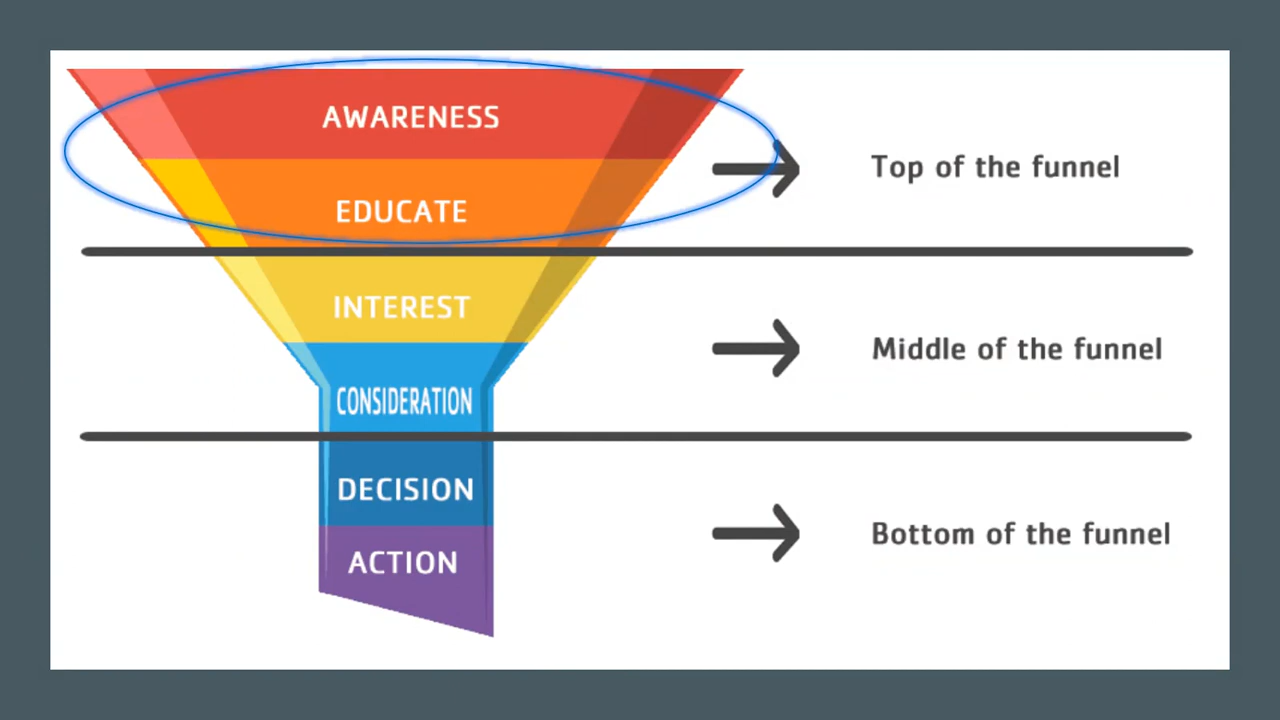 AWARENESS
EDUCATE
Top of the funnel
INTEREST
Middle of the funnel
CONSIDERATION
DECISION
Bottom of the funnel
ACTION